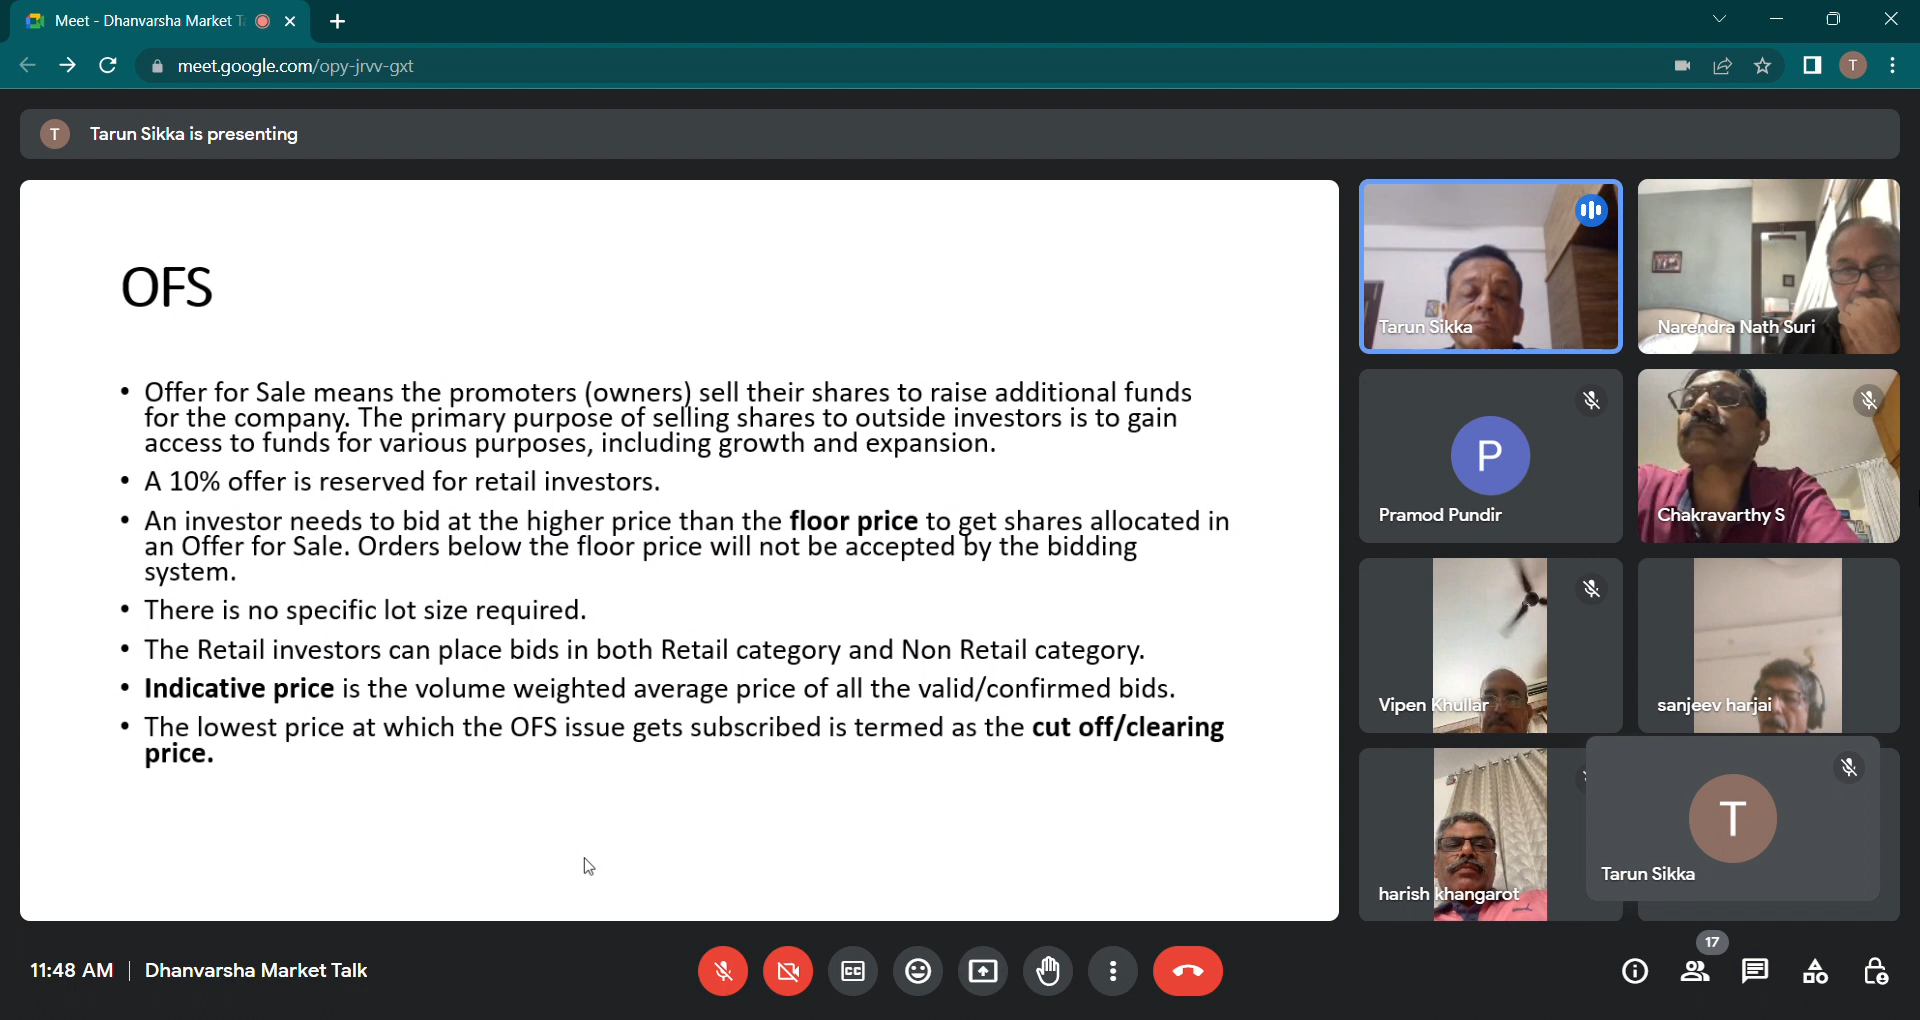 Meet - Dhanvarsha Market T
meet.google.com/opy-jrvv-gxt
T
T
Tarun Sikka is presenting
OFS
• Offer for Sale means the promoters (owners) sell their shares to raise additional funds
for the company. The primary purpose of selling shares to outside investors is to gain
access to funds for various purposes, including growth and expansion.
• A 10% offer is reserved for retail investors.
• An investor needs to bid at the higher price than the floor price to get shares allocated in
an Offer for Sale. Orders below the floor price will not be accepted by the bidding
system.
• There is no specific lot size required.
• The Retail investors can place bids in both Retail category and Non Retail category.
• Indicative price is the volume weighted average price of all the valid/confirmed bids.
• The lowest price at which the OFS issue gets subscribed is termed as the cut off/clearing
price.
Tarun Sikka
Narendra Nath Suri
P
Pramod Pundir
Chakravarthy S
Vipen Khullar
sanjeev harjai
harish khangarot
T
Tarun Sikka
11:48 AM | Dhanvarsha Market Talk
CC
17